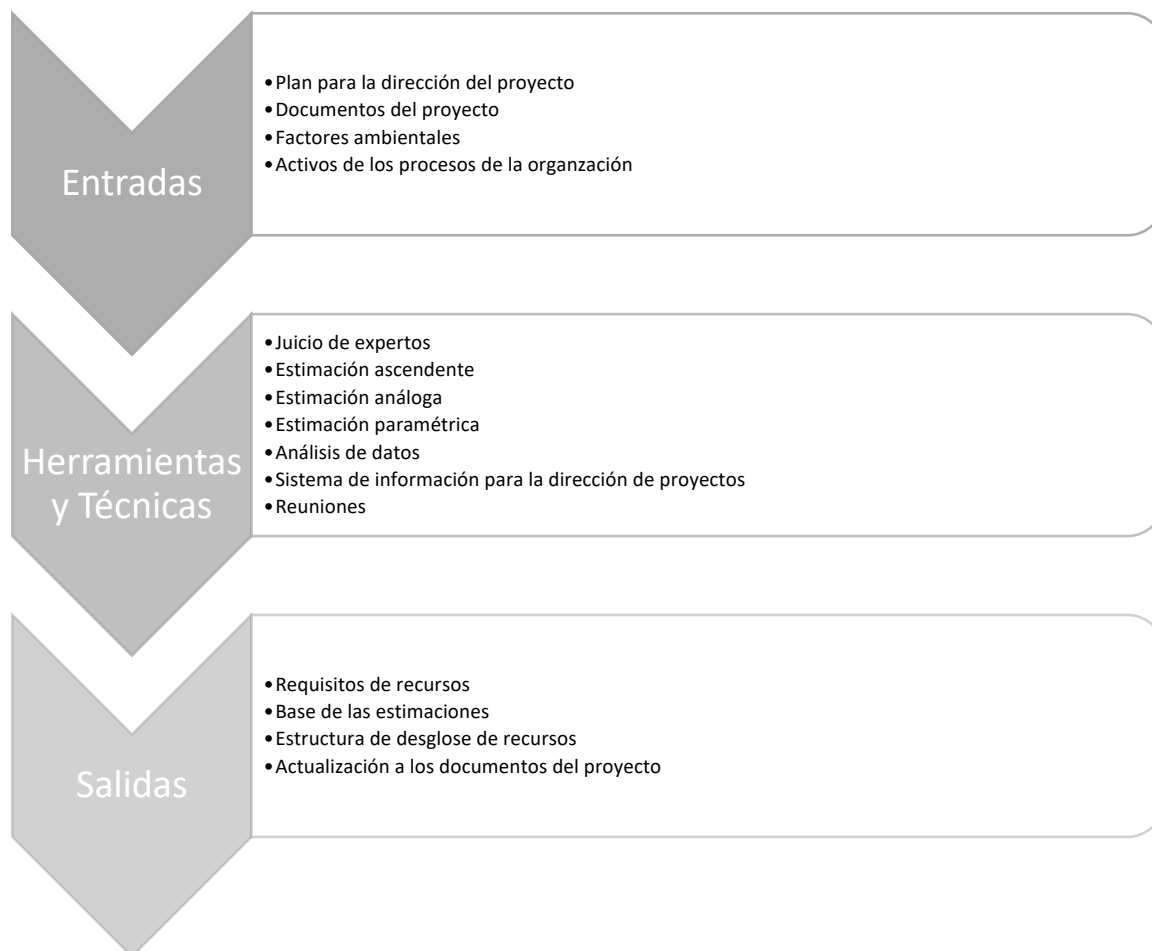 Entradas
•Plan para la dirección del proyecto
•Documentos del proyecto
•Factores ambientales
•Activos de los procesos de la organzación
Herramientas
y Técnicas
•Juicio de expertos
•Estimación ascendente
•Estimación análoga
•Estimación paramétrica
•Análisis de datos
•Sistema de información para la dirección de proyectos
•Reuniones
Salidas
•Requisitos de recursos
•Base de las estimaciones
•Estructura de desglose de recursos
•Actualización a los documentos del proyecto